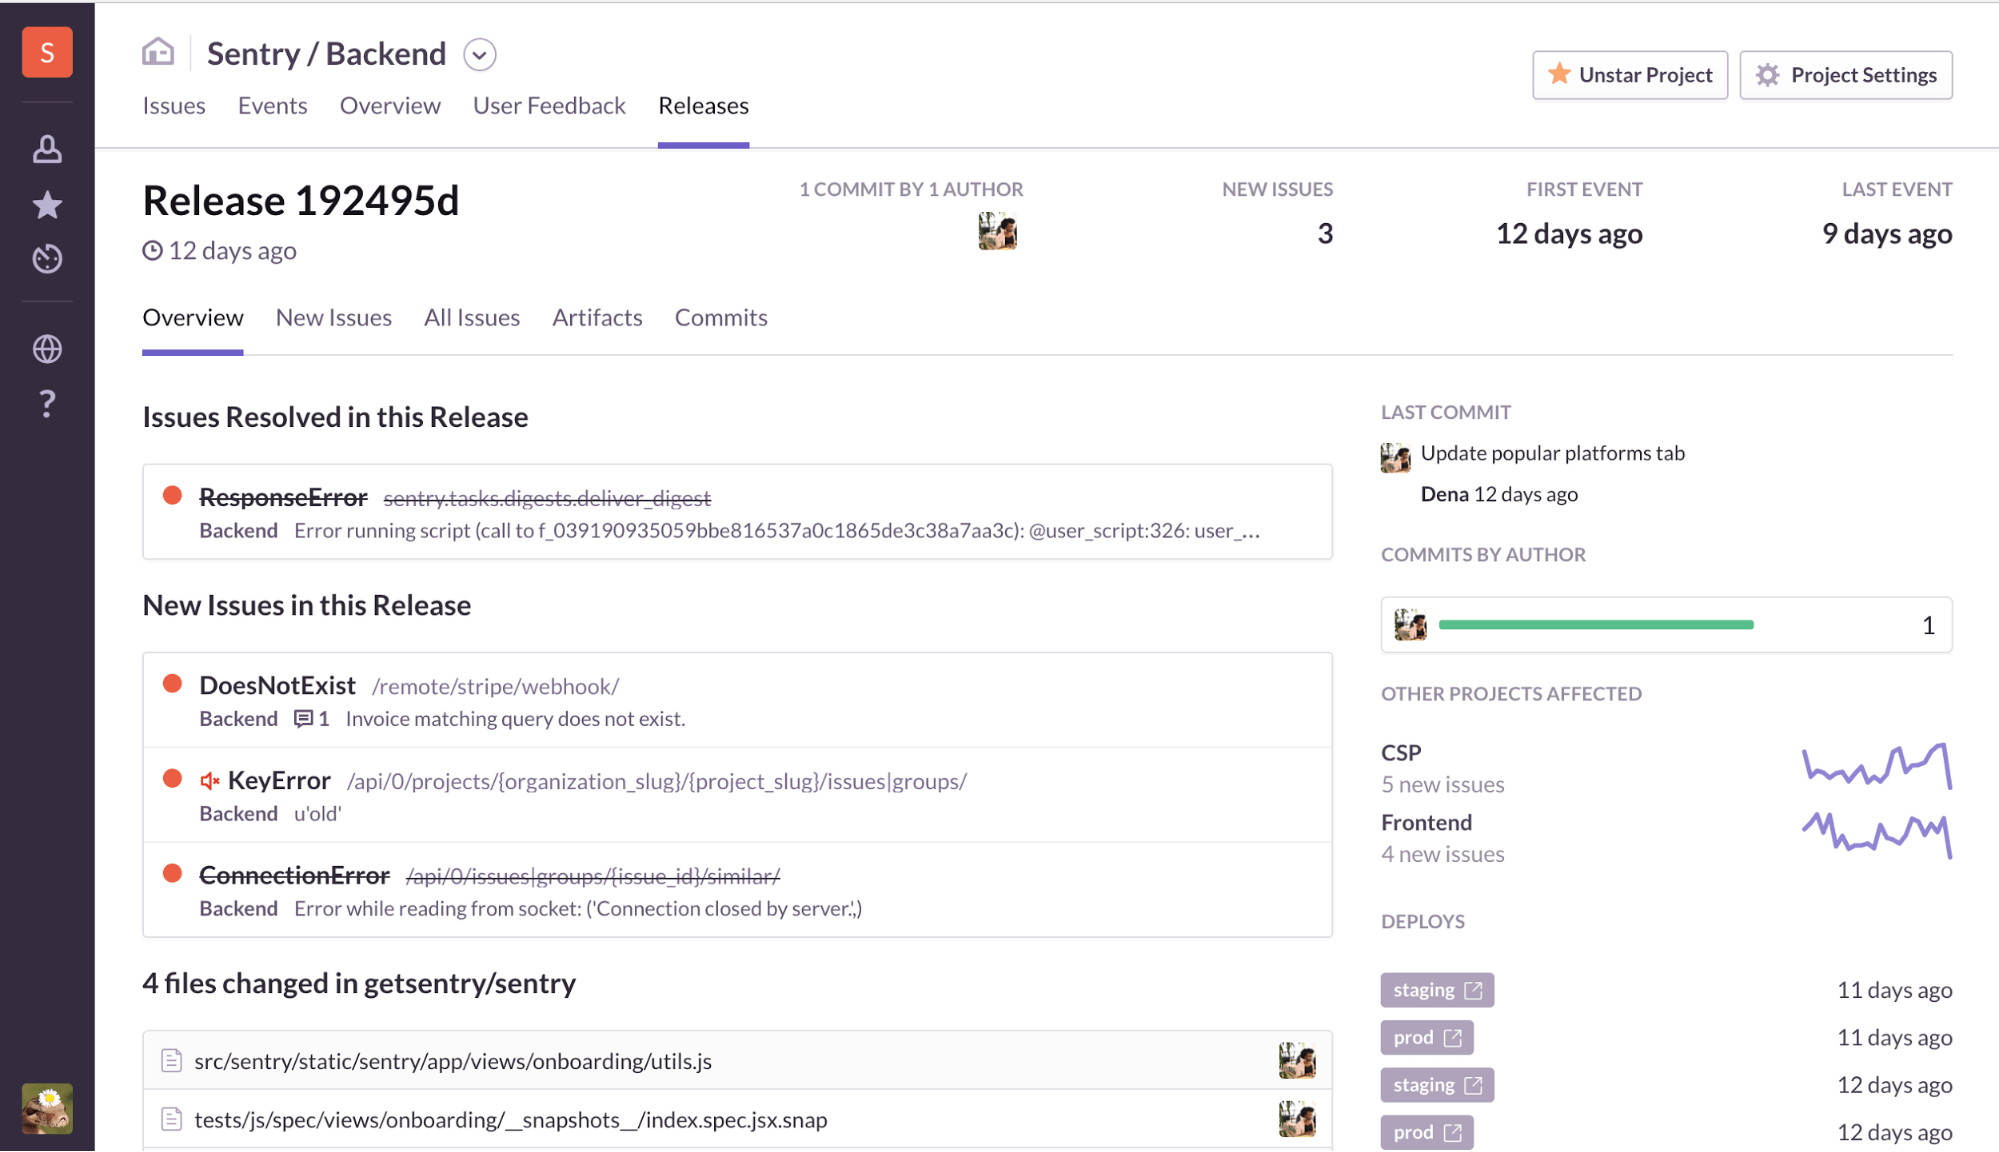 S
Sentry / Backend
Unstar Project
Project Settings
Issues Events Overview User Feedback Releases
Release 192495d
12 days ago
1 COMMIT BY 1 AUTHOR
NEW ISSUES
3
FIRST EVENT
12 days ago
LAST EVENT
9 days ago
Overview New Issues All Issues Artifacts Commits
?
Issues Resolved in this Release
ResponseError sentry.tasks.digests.deliver_digest
Backend Error running script (call to f_039190935059bbe816537a0c1865de3c38a7aa3c): @user_script:326: user_...
New Issues in this Release
DoesNotExist /remote/stripe/webhook/
Backend 1 Invoice matching query does not exist.
KeyError /api/0/projects/{organization_slug}/{project_slug}/issues|groups/
Backend u'old'
ConnectionError /api/0/issues|groups/{issue_id}/similar/
Backend Error while reading from socket: ('Connection closed by server.',)
4 files changed in getsentry/sentry
src/sentry/static/sentry/app/views/onboarding/utils.js
tests/js/spec/views/onboarding/__snapshots__/index.spec.jsx.snap
LAST COMMIT
Update popular platforms tab
Dena 12 days ago
COMMITS BY AUTHOR
1
OTHER PROJECTS AFFECTED
CSP
5 new issues
Frontend
4 new issues
DEPLOYS
staging 11 days ago
prod 11 days ago
staging 12 days ago
prod 12 days ago